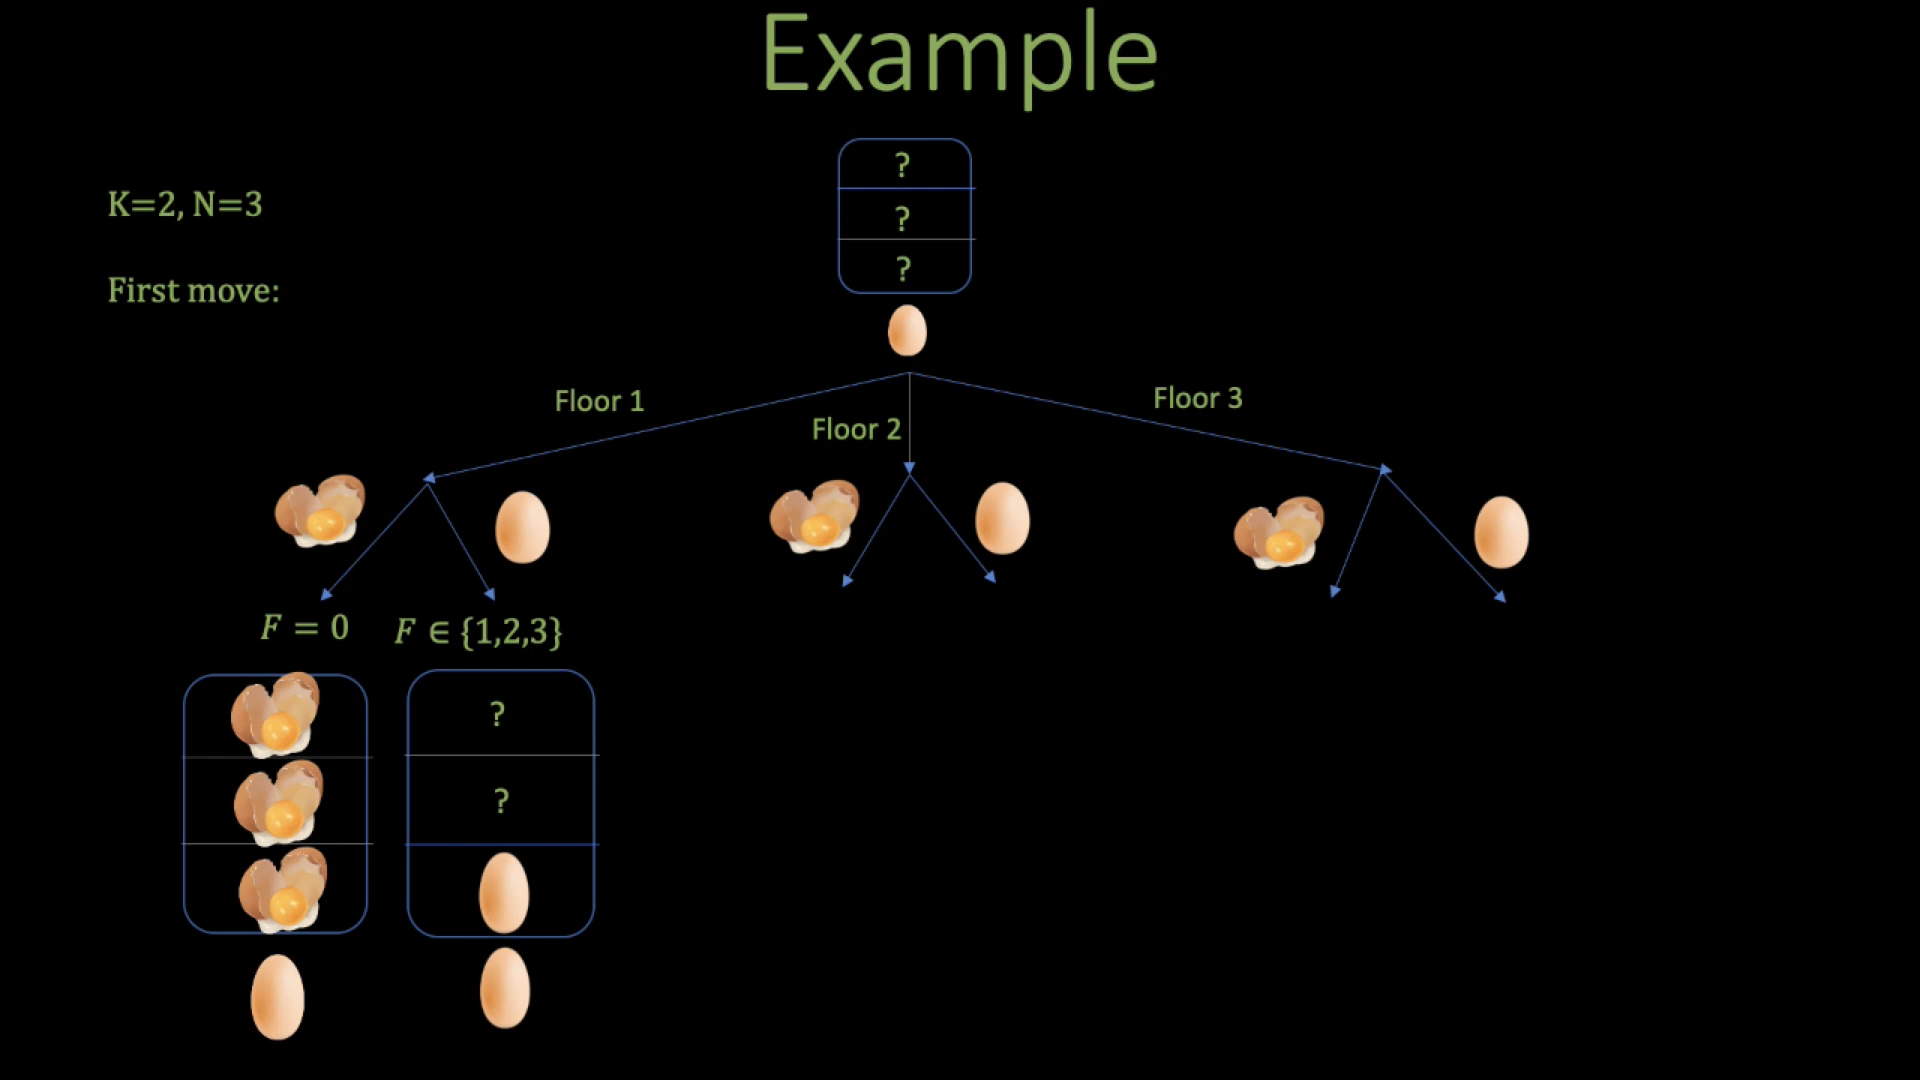 Example
?
K=2, N=3
?
?
First move:
Floor 1
Floor 2
Floor 3
F = 0
F ∈ {1,2,3}
?
?